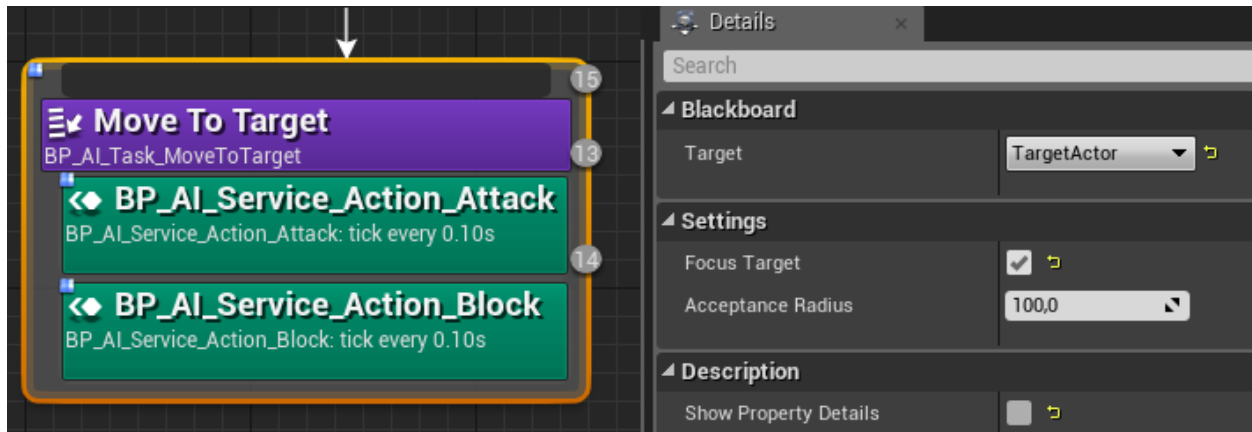 15
Move To Target
BP_AI_Task_MoveToTarget
13
BP_AI_Service_Action_Attack
BP_AI_Service_Action_Attack: tick every 0.10s
14
BP_AI_Service_Action_Block
BP_AI_Service_Action_Block: tick every 0.10s
Details
Search
Blackboard
Target TargetActor
Settings
Focus Target
Acceptance Radius 100,0
Description
Show Property Details